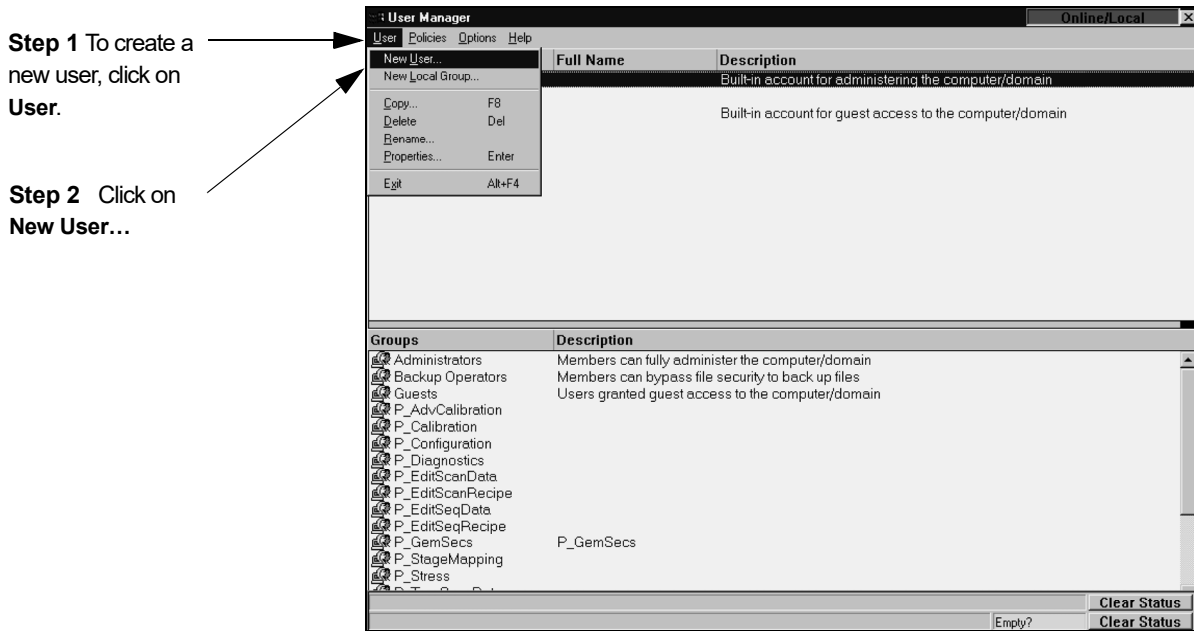 Step 1 To create a
new user, click on
User.
Step 2 Click on
New User…
User Manager
Online/Local
User Policies Options Help
New User...
New Local Group...
Copy... F8
Delete Del
Rename...
Properties... Enter
Exit Alt+F4
Full Name Description
Built-in account for administering the computer/domain
Built-in account for guest access to the computer/domain
Groups Description
Administrators Members can fully administer the computer/domain
Backup Operators Members can bypass file security to back up files
Guests Users granted guest access to the computer/domain
P_AdvCalibration
P_Calibration
P_Configuration
P_Diagnostics
P_EditScanData
P_EditScanRecipe
P_EditSeqData
P_EditSeqRecipe
P_GemSecs P_GemSecs
P_StageMapping
P_Stress
Clear Status
Empty? Clear Status